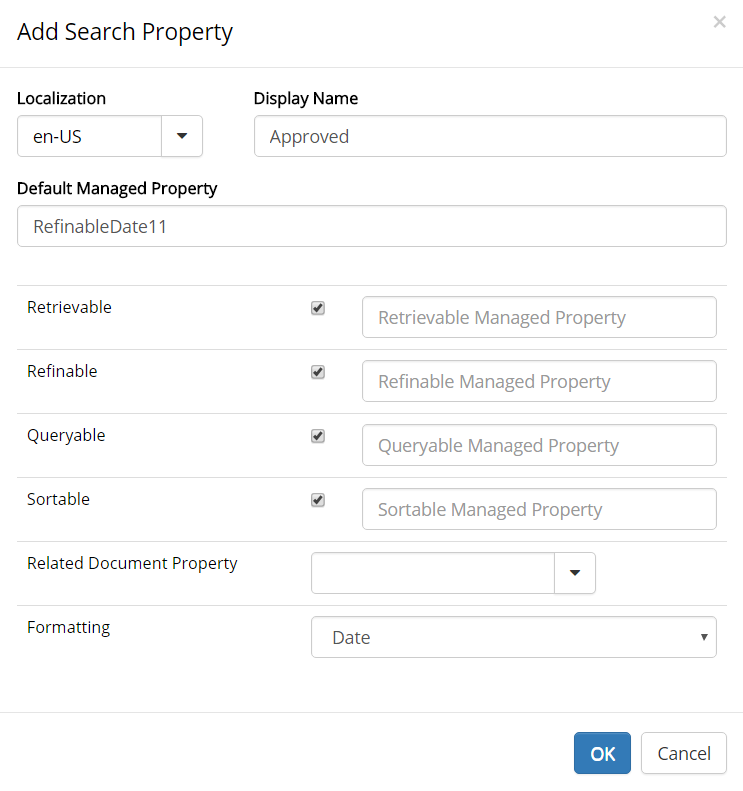 Add Search Property
×
Localization
Display Name
en-US
Approved
Default Managed Property
RefinableDate11
Retrievable
Retrievable Managed Property
Refinable
Refinable Managed Property
Queryable
Queryable Managed Property
Sortable
Sortable Managed Property
Related Document Property
Formatting
Date
OK
Cancel